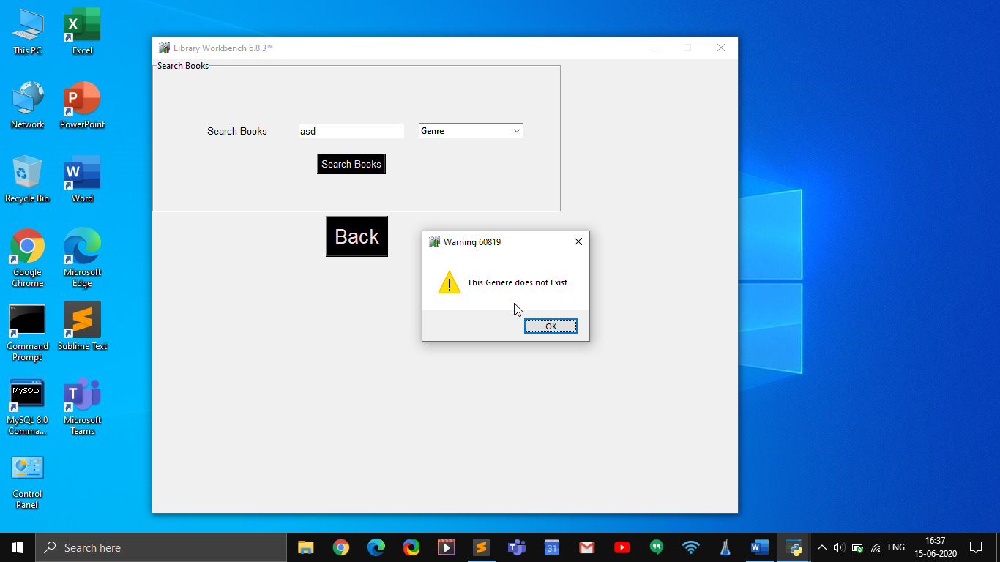 This PC
Excel
Network
PowerPoint
Recycle Bin
Word
Google
Chrome
Microsoft
Edge
Command
Prompt
Sublime Text
MySQL>
MySQL 8.0
Comma...
Microsoft
Teams
Control
Panel
Library Workbench 6.8.3™
Search Books
Search Books
asd
Genre
Search Books
Back
Warning 60819
This Genere does not Exist
OK
Search here
31
ENG
16:37
15-06-2020